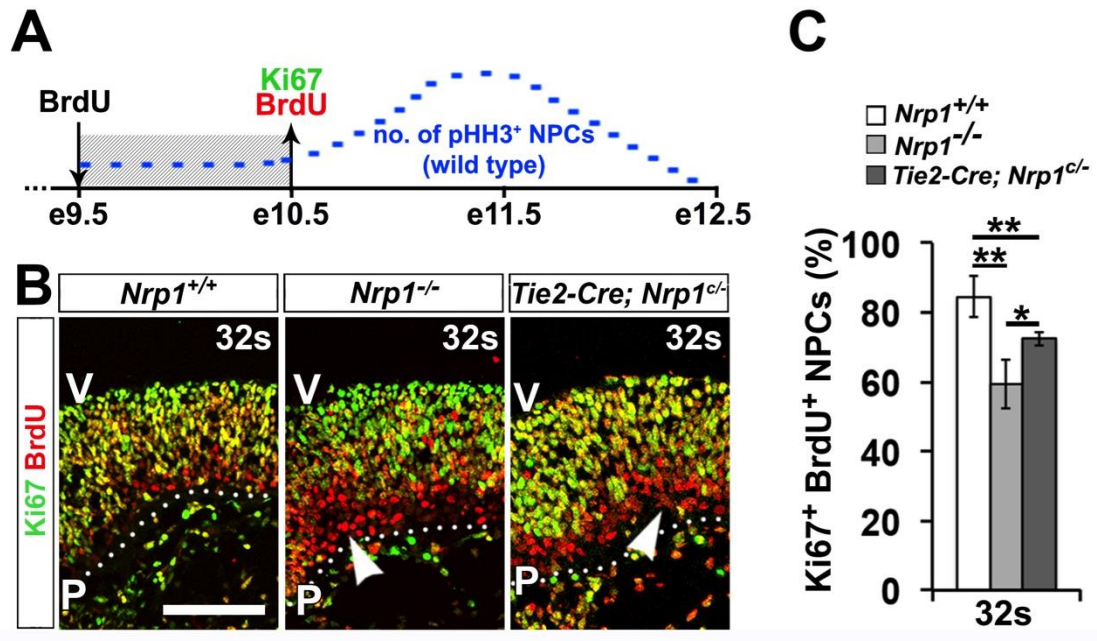 A
BrdU
Ki67
BrdU
no. of pHH3⁺ NPCs
(wild type)
e9.5
e10.5
e11.5
e12.5
B
Nrp1⁺/⁺
Nrp1⁻/⁻
Tie2-Cre; Nrp1ᶜ/⁻
Ki67 BrdU
32s
32s
32s
V
V
V
P
P
P
C
Nrp1⁺/⁺
Nrp1⁻/⁻
Tie2-Cre; Nrp1ᶜ/⁻
Ki67⁺ BrdU⁺ NPCs (%)
100
80
60
40
20
0
**
**
*
32s